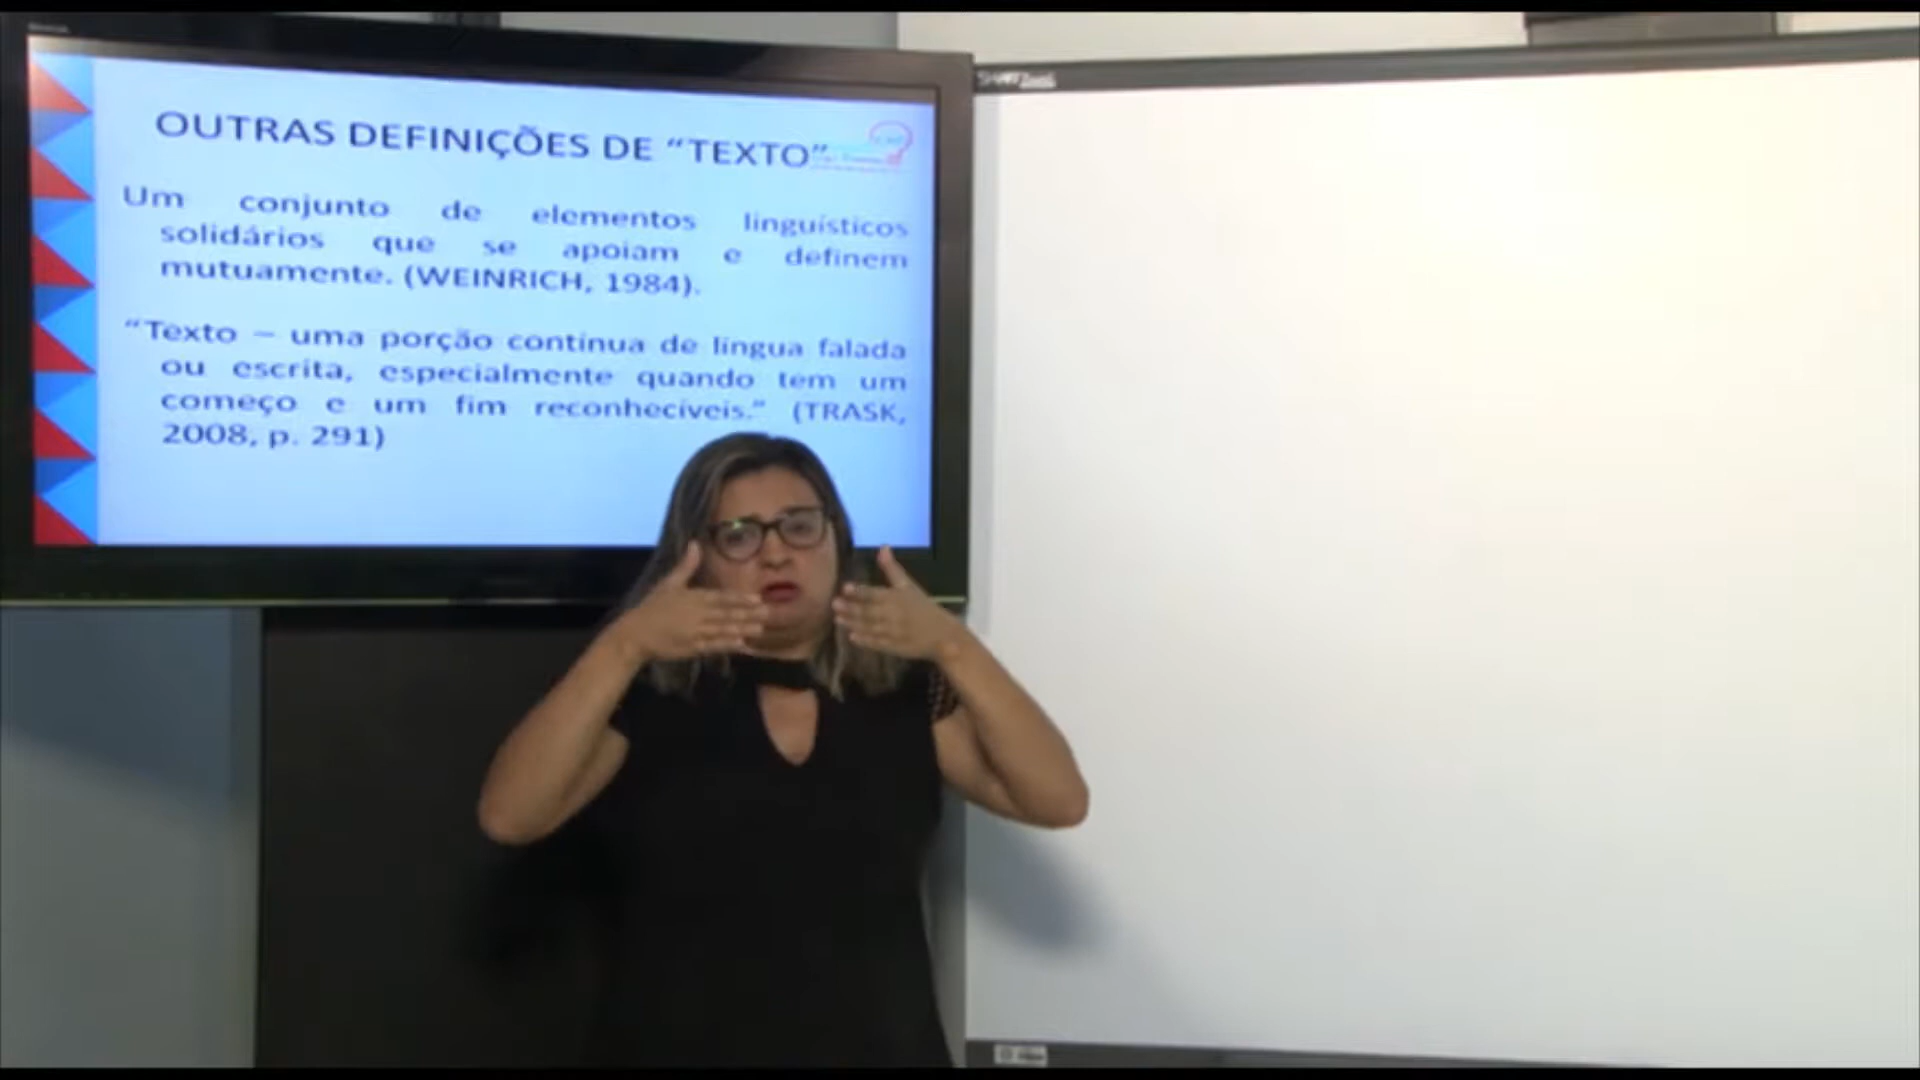 OUTRAS DEFINIÇÕES DE “TEXTO”
Um conjunto de elementos linguísticos
solidários que se apoiam e definem
mutuamente. (WEINRICH, 1984).
“Texto – uma porção contínua de língua falada
ou escrita, especialmente quando tem um
começo e um fim reconhecíveis.” (TRASK,
2008, p. 291)